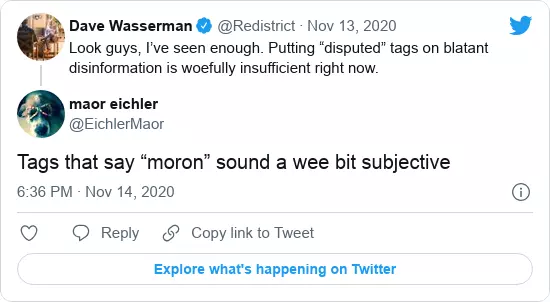 Dave Wasserman @Redistrict · Nov 13, 2020
Look guys, I’ve seen enough. Putting “disputed” tags on blatant
disinformation is woefully insufficient right now.
maor eichler
@EichlerMaor
Tags that say “moron” sound a wee bit subjective
6:36 PM · Nov 14, 2020
Reply Copy link to Tweet
Explore what's happening on Twitter